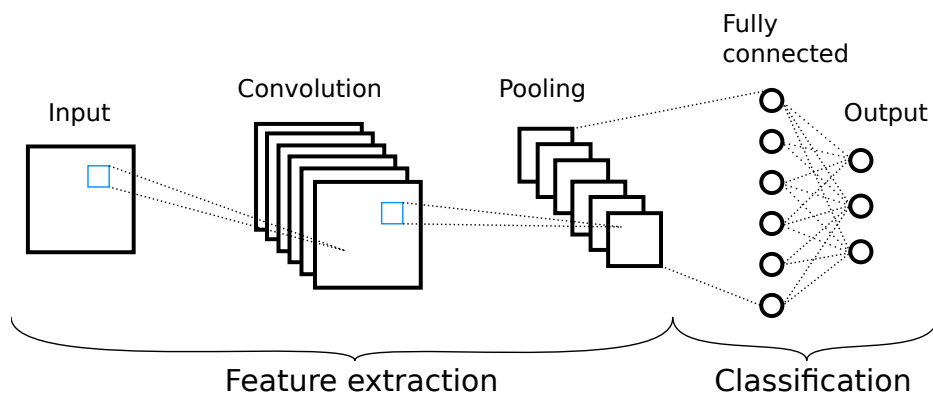 Input
Convolution
Pooling
Fully
connected
Output
Feature extraction
Classification